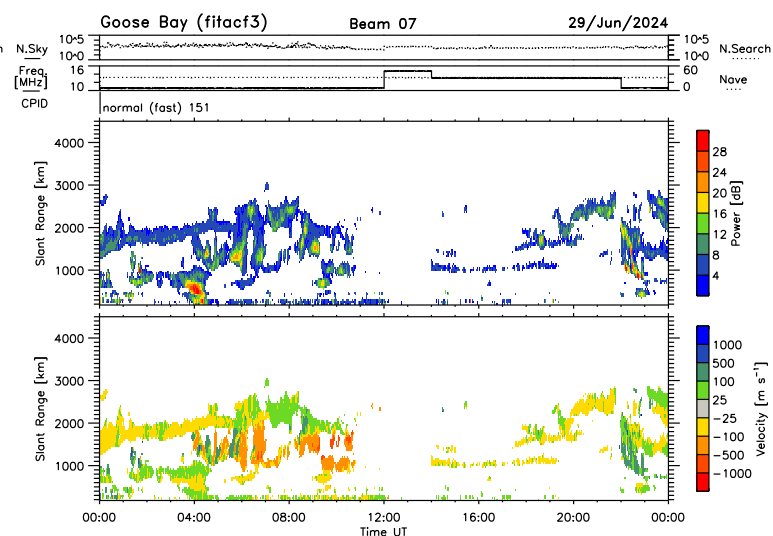 Goose Bay (fitacf3) Beam 07 29/Jun/2024
N.Sky 10^5 10^0 10^5 10^0 N.Search
Freq. [MHz] 16 10 60 0 Nave
CPID normal (fast) 151
Slant Range [km] 4000 3000 2000 1000
Power [dB] 28 24 20 16 12 8 4
Slant Range [km] 4000 3000 2000 1000
Velocity [m s⁻¹] 1000 500 100 25 -25 -100 -500 -1000
00:00 04:00 08:00 12:00 16:00 20:00 00:00
Time UT